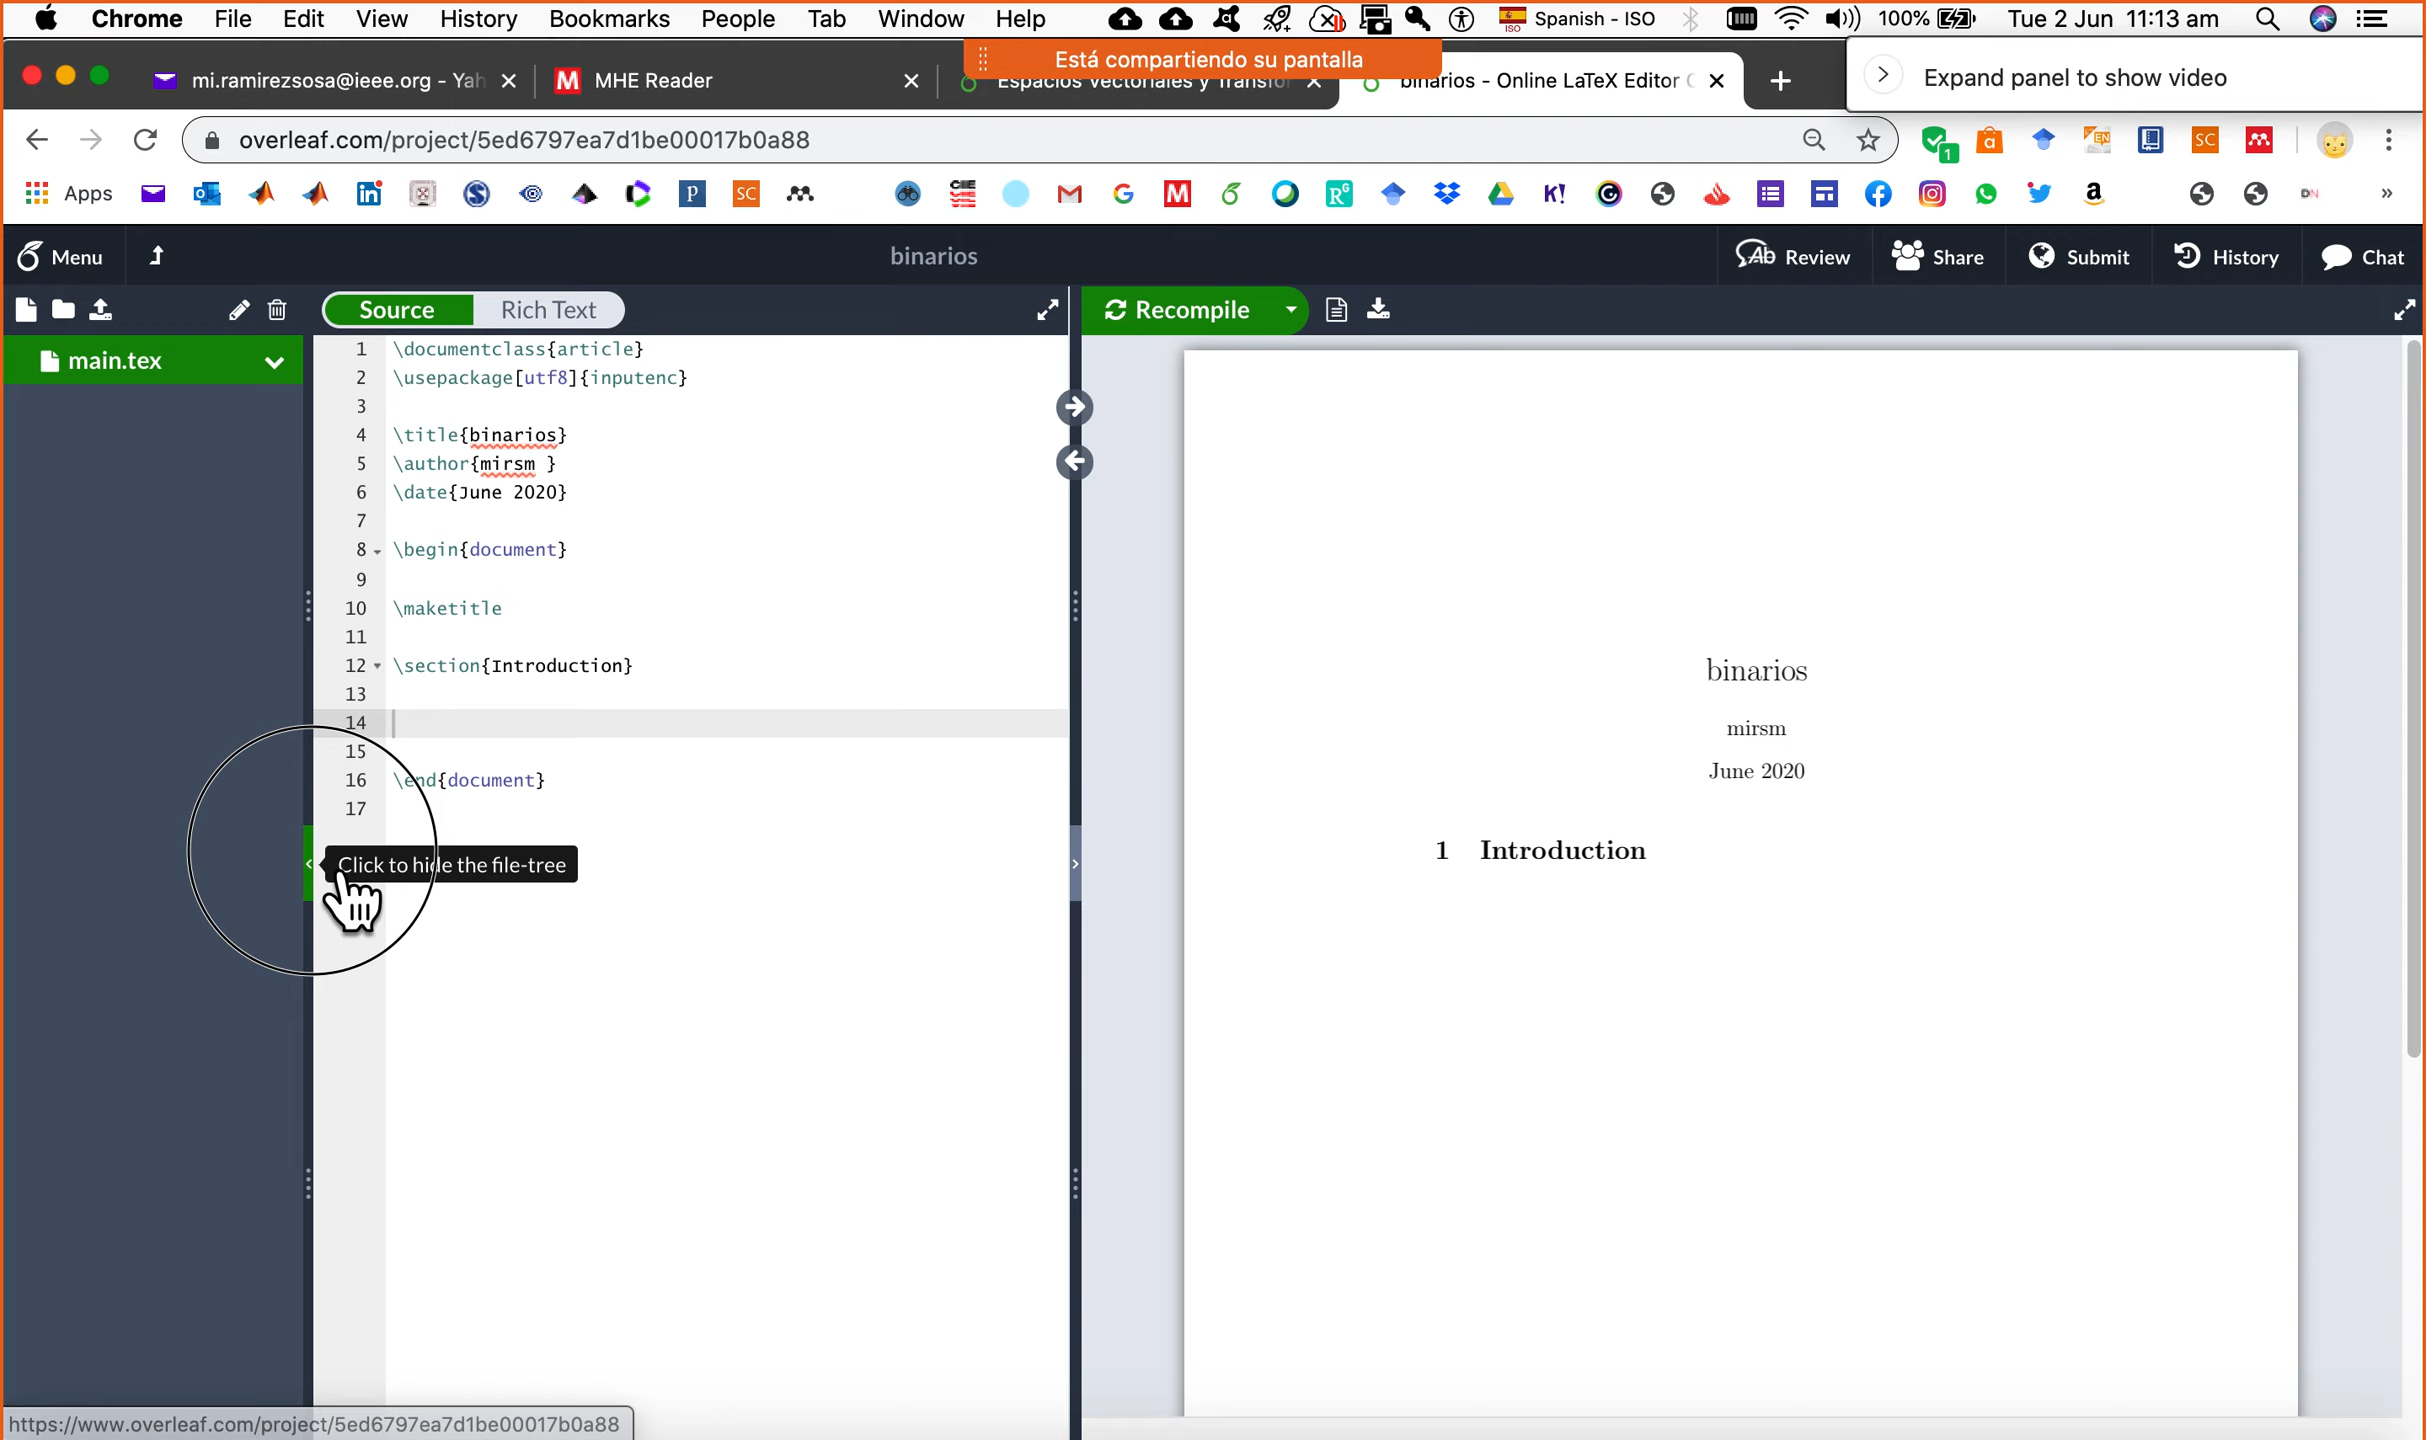 Chrome File Edit View History Bookmarks People Tab Window Help Spanish - ISO 100% Tue 2 Jun 11:13 am
Está compartiendo su pantalla
mi.ramirezsosa@ieee.org - Yah MHE Reader Espacios Vectoriales y Transfor binarios - Online LaTeX Editor Expand panel to show video
overleaf.com/project/5ed6797ea7d1be00017b0a88
Apps
Menu binarios Review Share Submit History Chat
Source Rich Text Recompile
main.tex
1 \documentclass{article}
2 \usepackage[utf8]{inputenc}
3
4 \title{binarios}
5 \author{mirsm }
6 \date{June 2020}
7
8 \begin{document}
9
10 \maketitle
11
12 \section{Introduction}
13
14
15
16 \end{document}
17
Click to hide the file-tree
binarios
mirsm
June 2020
1 Introduction
https://www.overleaf.com/project/5ed6797ea7d1be00017b0a88